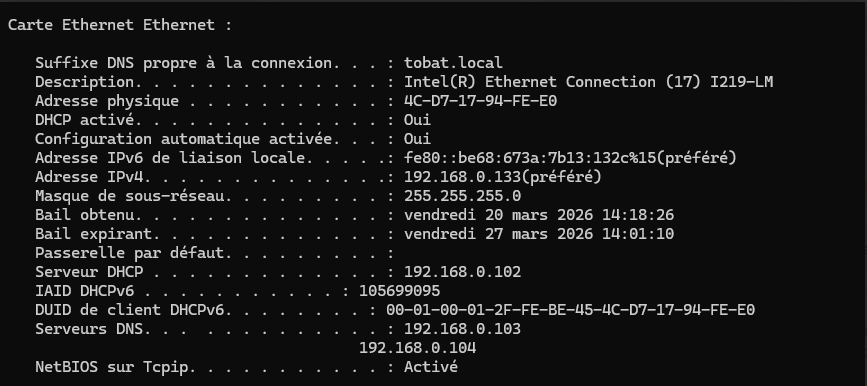 Carte Ethernet Ethernet :
Suffixe DNS propre à la connexion. . . : tobat.local
Description. . . . . . . . . . . . . . : Intel(R) Ethernet Connection (17) I219-LM
Adresse physique . . . . . . . . . . . : 4C-D7-17-94-FE-E0
DHCP activé. . . . . . . . . . . . . . : Oui
Configuration automatique activée. . . : Oui
Adresse IPv6 de liaison locale. . . . .: fe80::be68:673a:7b13:132c%15(préféré)
Adresse IPv4. . . . . . . . . . . . . .: 192.168.0.133(préféré)
Masque de sous-réseau. . . . . . . . . : 255.255.255.0
Bail obtenu. . . . . . . . . . . . . . : vendredi 20 mars 2026 14:18:26
Bail expirant. . . . . . . . . . . . . : vendredi 27 mars 2026 14:01:10
Passerelle par défaut. . . . . . . . . :
Serveur DHCP . . . . . . . . . . . . . : 192.168.0.102
IAID DHCPv6 . . . . . . . . . . . : 105699095
DUID de client DHCPv6. . . . . . . . : 00-01-00-01-2F-FE-BE-45-4C-D7-17-94-FE-E0
Serveurs DNS. . . . . . . . . . . . . : 192.168.0.103
192.168.0.104
NetBIOS sur Tcpip. . . . . . . . . . . : Activé